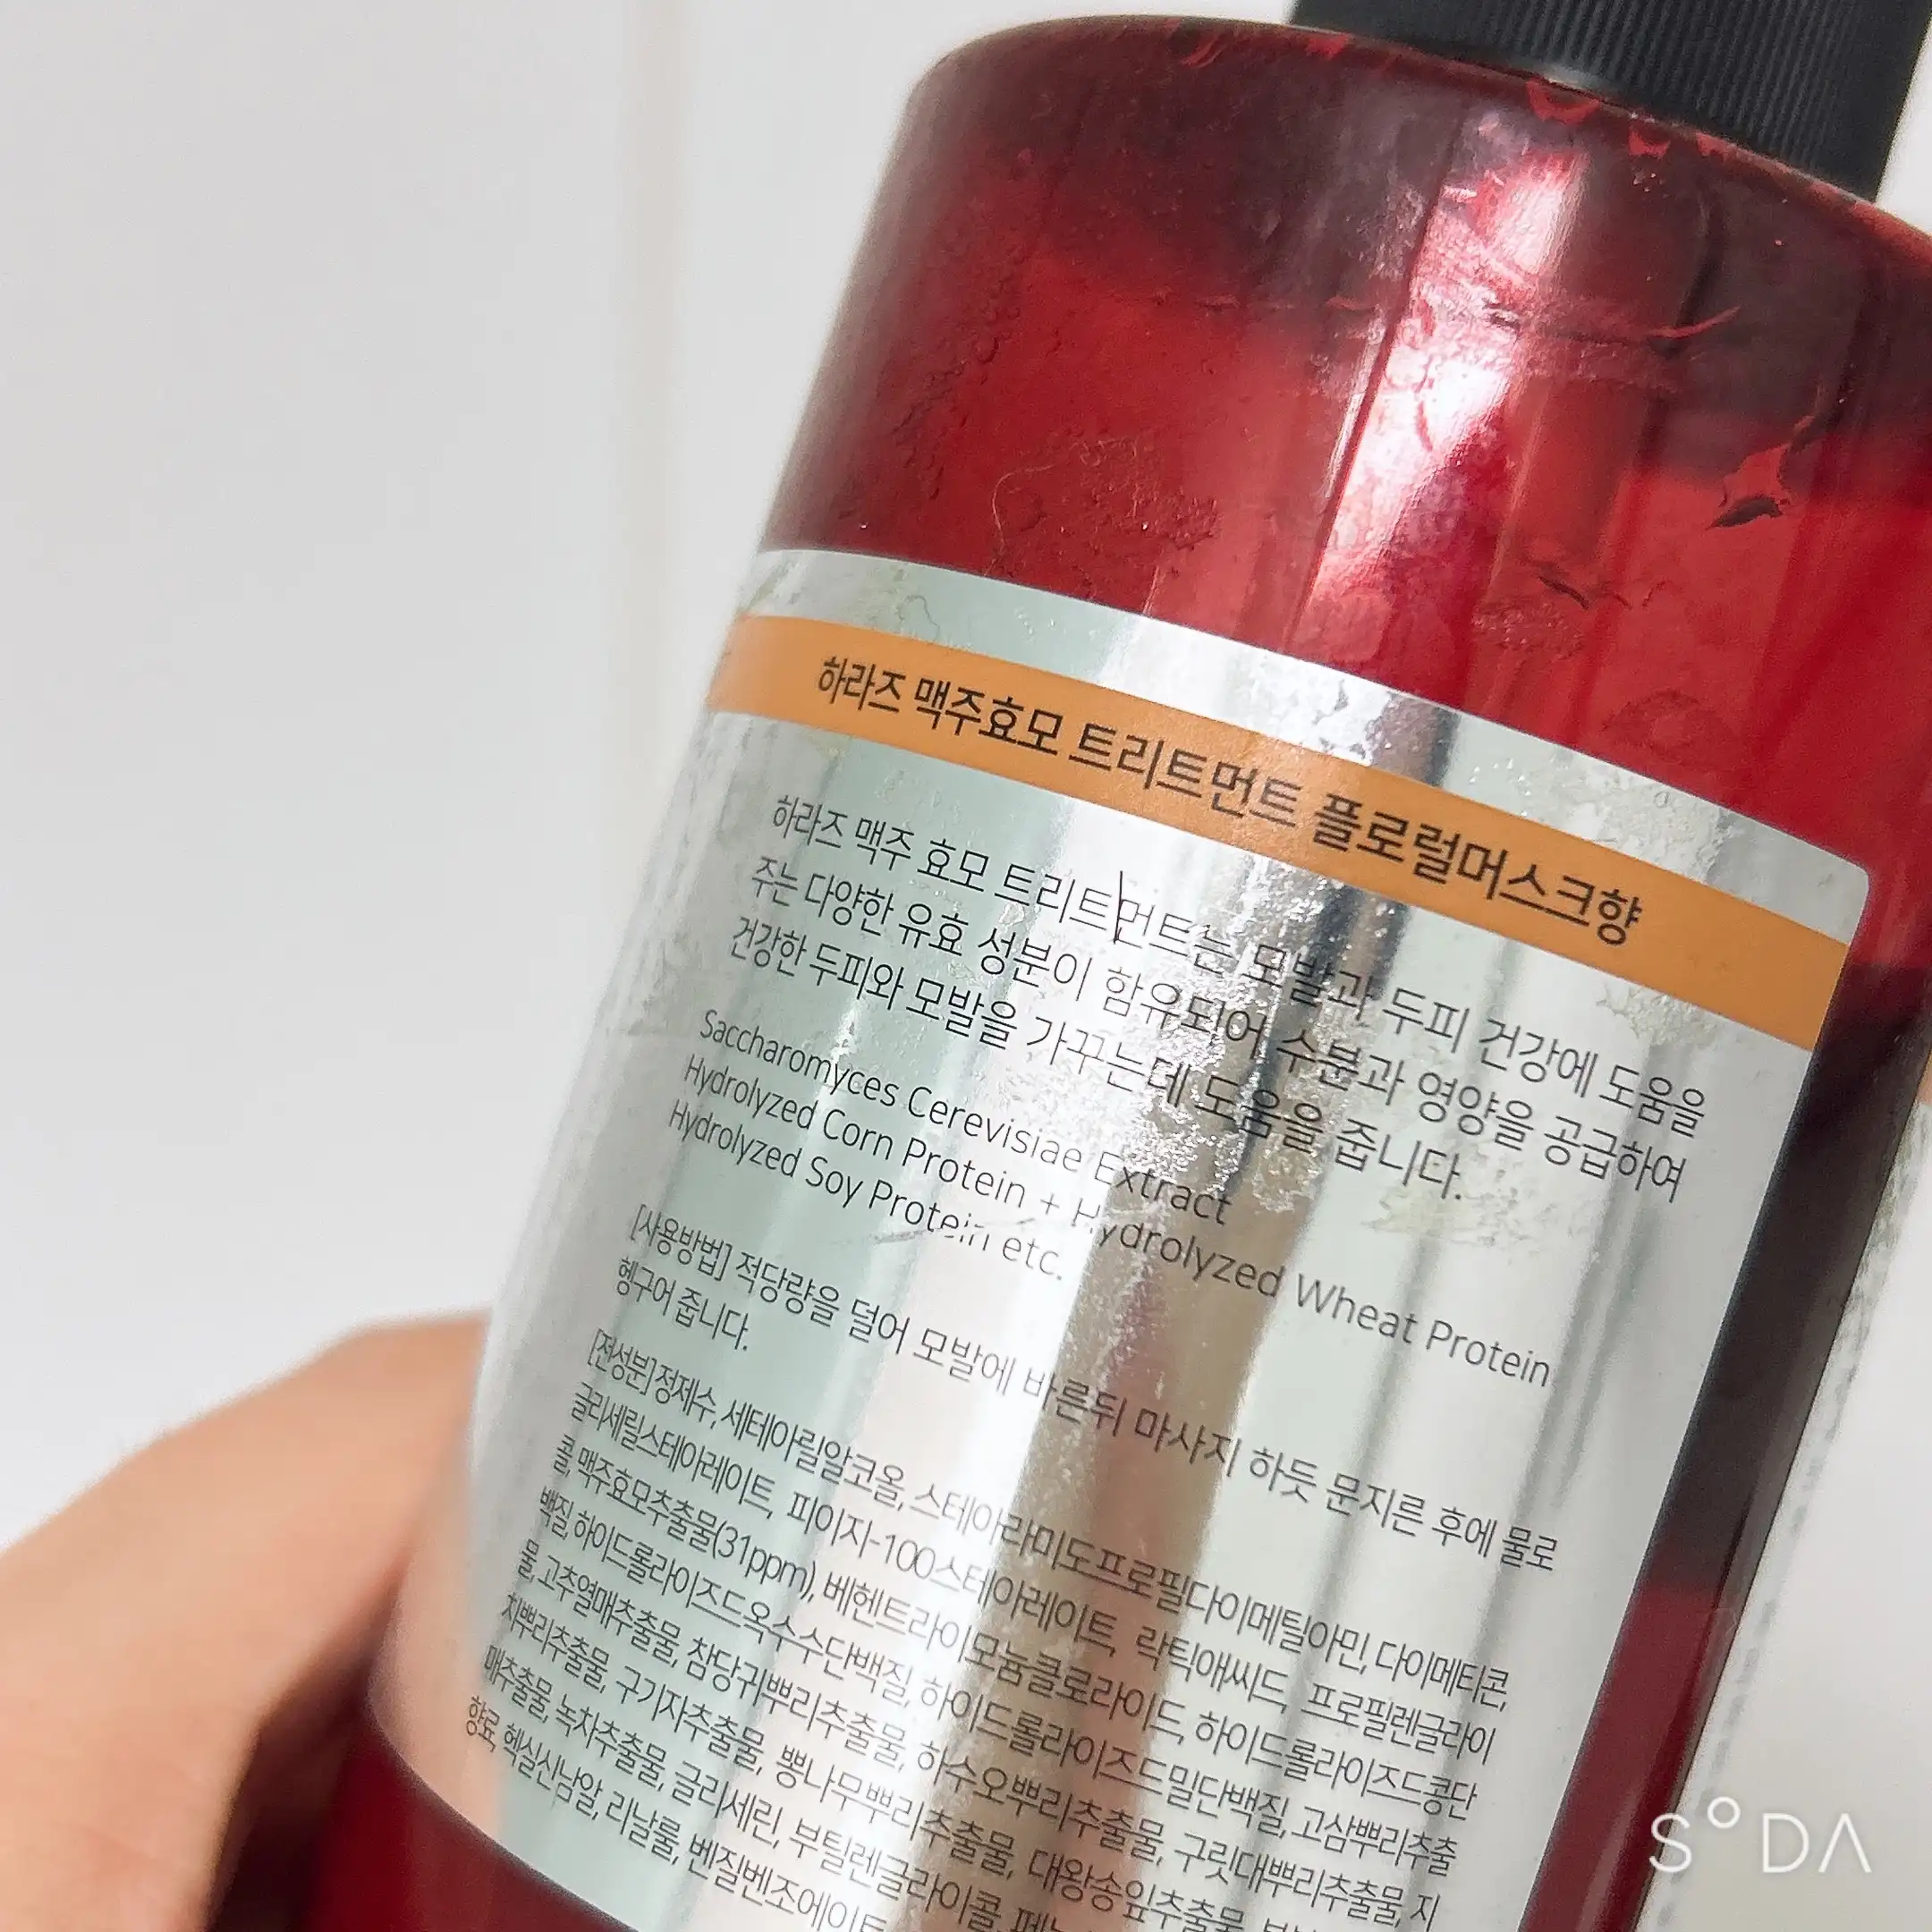 하라즈 맥주효모 트리트먼트 플로럴머스크향
하라즈 맥주 효모 트리트먼트는 모발과 두피 건강에 도움을
주는 다양한 유효 성분이 함유되어 수분과 영양을 공급하여
건강한 두피와 모발을 가꾸는데 도움을 줍니다.
Saccharomyces Cerevisiae Extract
Hydrolyzed Corn Protein + Hydrolyzed Wheat Protein
Hydrolyzed Soy Protein etc.
[사용방법] 적당량을 덜어 모발에 바른뒤 마사지 하듯 문지른 후에 물로
헹구어 줍니다.
[전성분] 정제수, 세테아릴알코올, 스테아라미도프로필다이메틸아민, 다이메티콘,
글리세릴스테아레이트, 피이지-100스테아레이트, 락틱애씨드, 프로필렌글라이
콜, 맥주효모추출물(31ppm), 베헨트라이모늄클로라이드, 하이드롤라이즈드콩단
백질, 하이드롤라이즈드옥수수단백질, 하이드롤라이즈드밀단백질, 고삼뿌리추출
물, 고추열매추출물, 참당귀뿌리추출물, 하수오뿌리추출물, 구릿대뿌리추출물, 지
치뿌리추출물, 구기자추출물, 뽕나무뿌리추출물, 대왕송잎추출물,
매추출물, 녹차추출물, 글리세린, 부틸렌글라이콜,
향료, 헥실신남알, 리날룰, 벤질벤조에이트
SODA